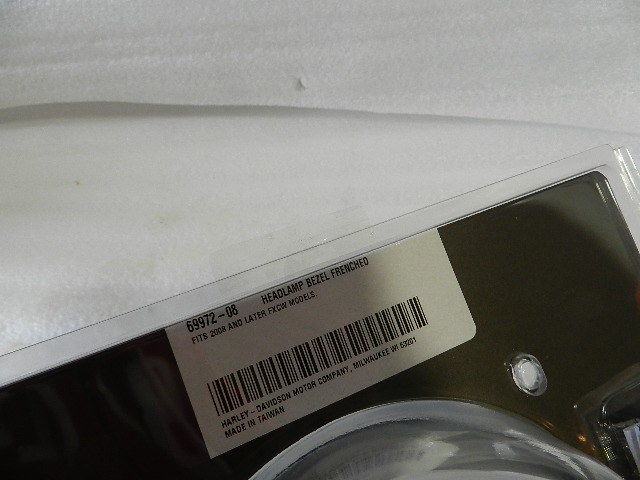 69972-08 HEADLAMP BEZEL FRENCHED
FITS 2008 AND LATER FXCW MODELS.
HARLEY-DAVIDSON MOTOR COMPANY, MILWAUKEE WI 53201
MADE IN TAIWAN